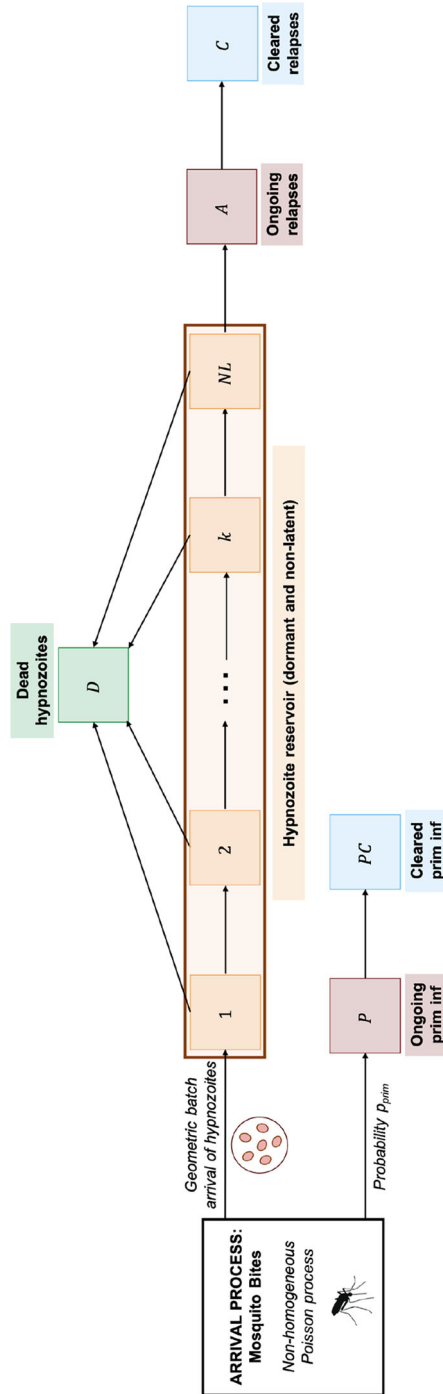 ARRIVAL PROCESS:
Mosquito Bites
Non-homogeneous
Poisson process
Geometric batch
arrival of hypnozoites
Probability p_prim
Dead
hypnozoites
D
1
2
...
k
NL
Hypnozoite reservoir (dormant and non-latent)
A
Ongoing
relapses
C
Cleared
relapses
P
Ongoing
prim inf
PC
Cleared
prim inf